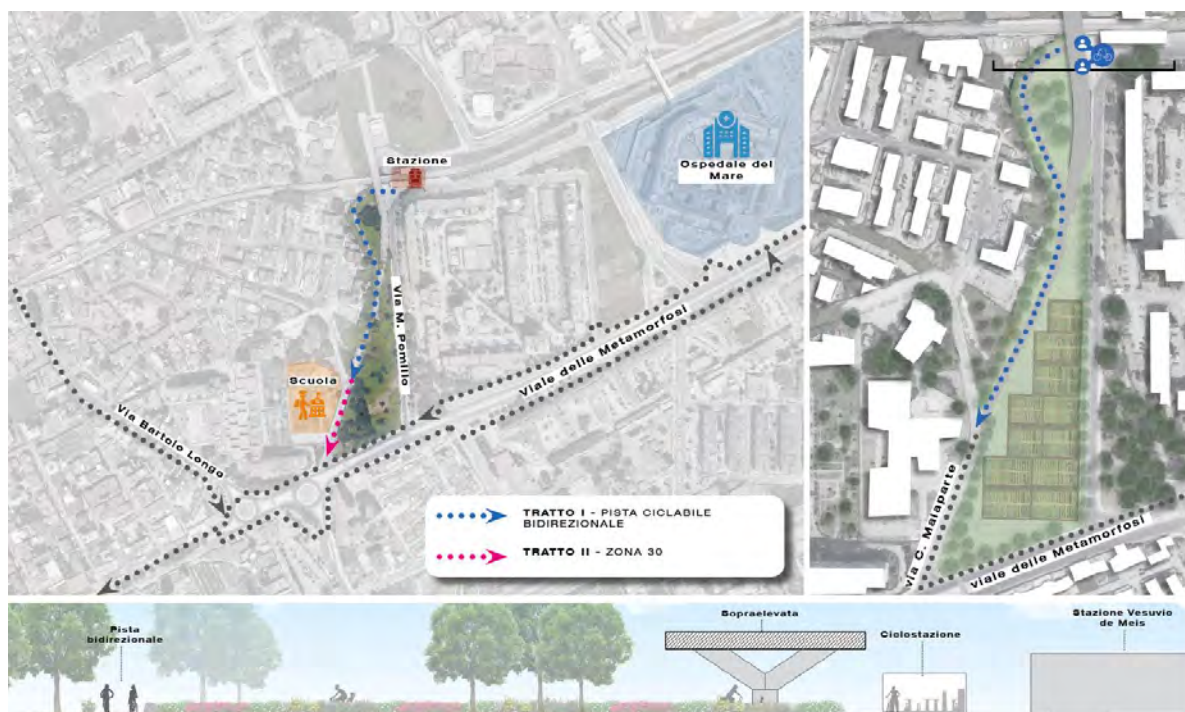 Stazione
Ospedale del
Mare
Via M. Pomilio
Scuola
Viale delle Metamorfosi
Via Bartolo Longo
TRATTO I - PISTA CICLABILE
BIDIREZIONALE
TRATTO II - ZONA 30
via C. Malaparte
viale delle Metamorfosi
Pista
bidirezionale
Sopraelevata
Ciclostazione
Stazione Vesuvio
de Meis